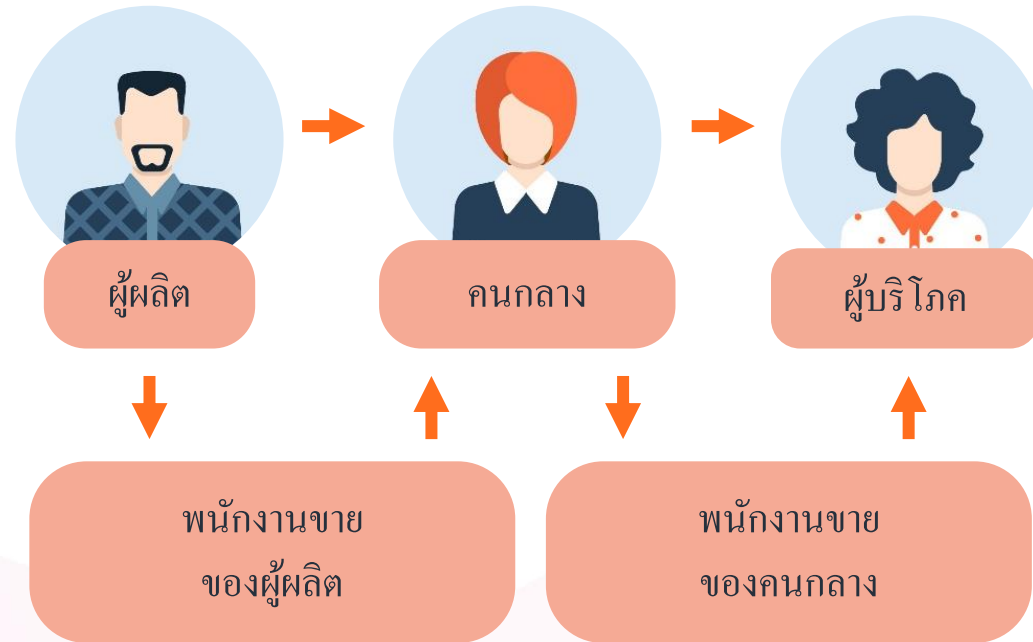 ผู้ผลิต
คนกลาง
ผู้บริโภค
พนักงานขาย
ของผู้ผลิต
พนักงานขาย
ของคนกลาง